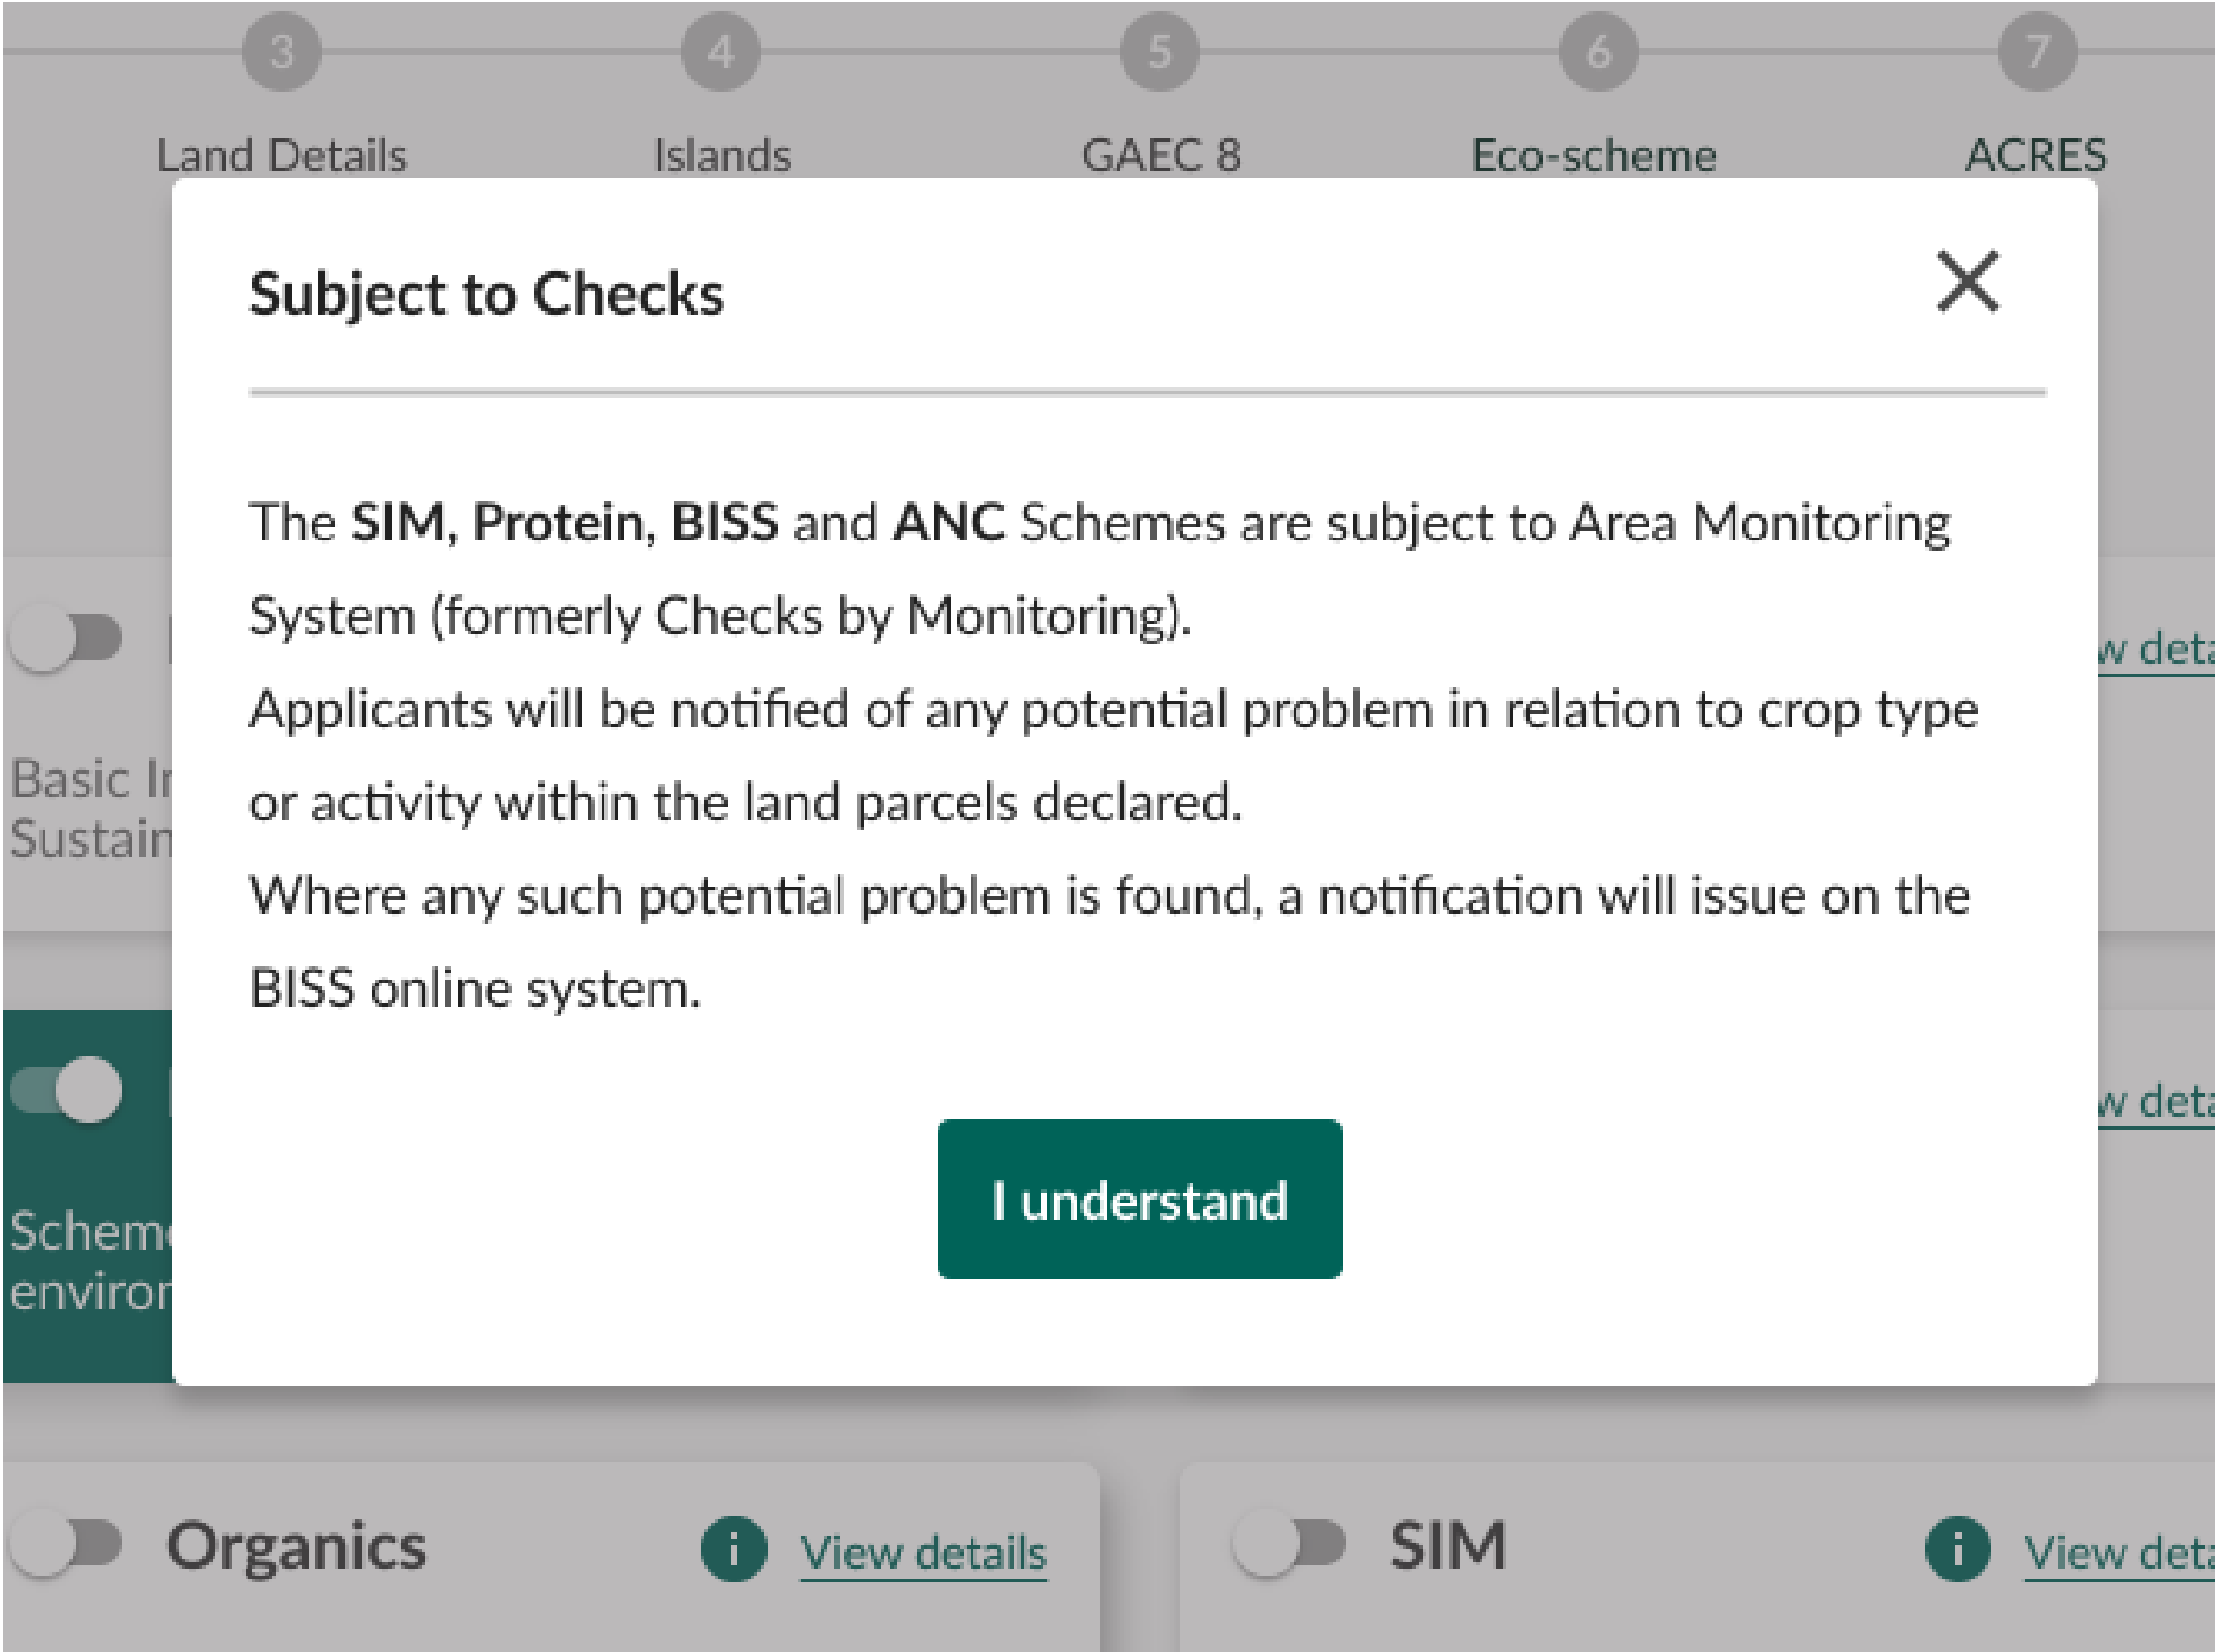 3 4 5 6 7
Land Details Islands GAEC 8 Eco-scheme ACRES
Subject to Checks
The SIM, Protein, BISS and ANC Schemes are subject to Area Monitoring
System (formerly Checks by Monitoring).
Applicants will be notified of any potential problem in relation to crop type
or activity within the land parcels declared.
Where any such potential problem is found, a notification will issue on the
BISS online system.
I understand
Basic
Organics i View details
SIM i View